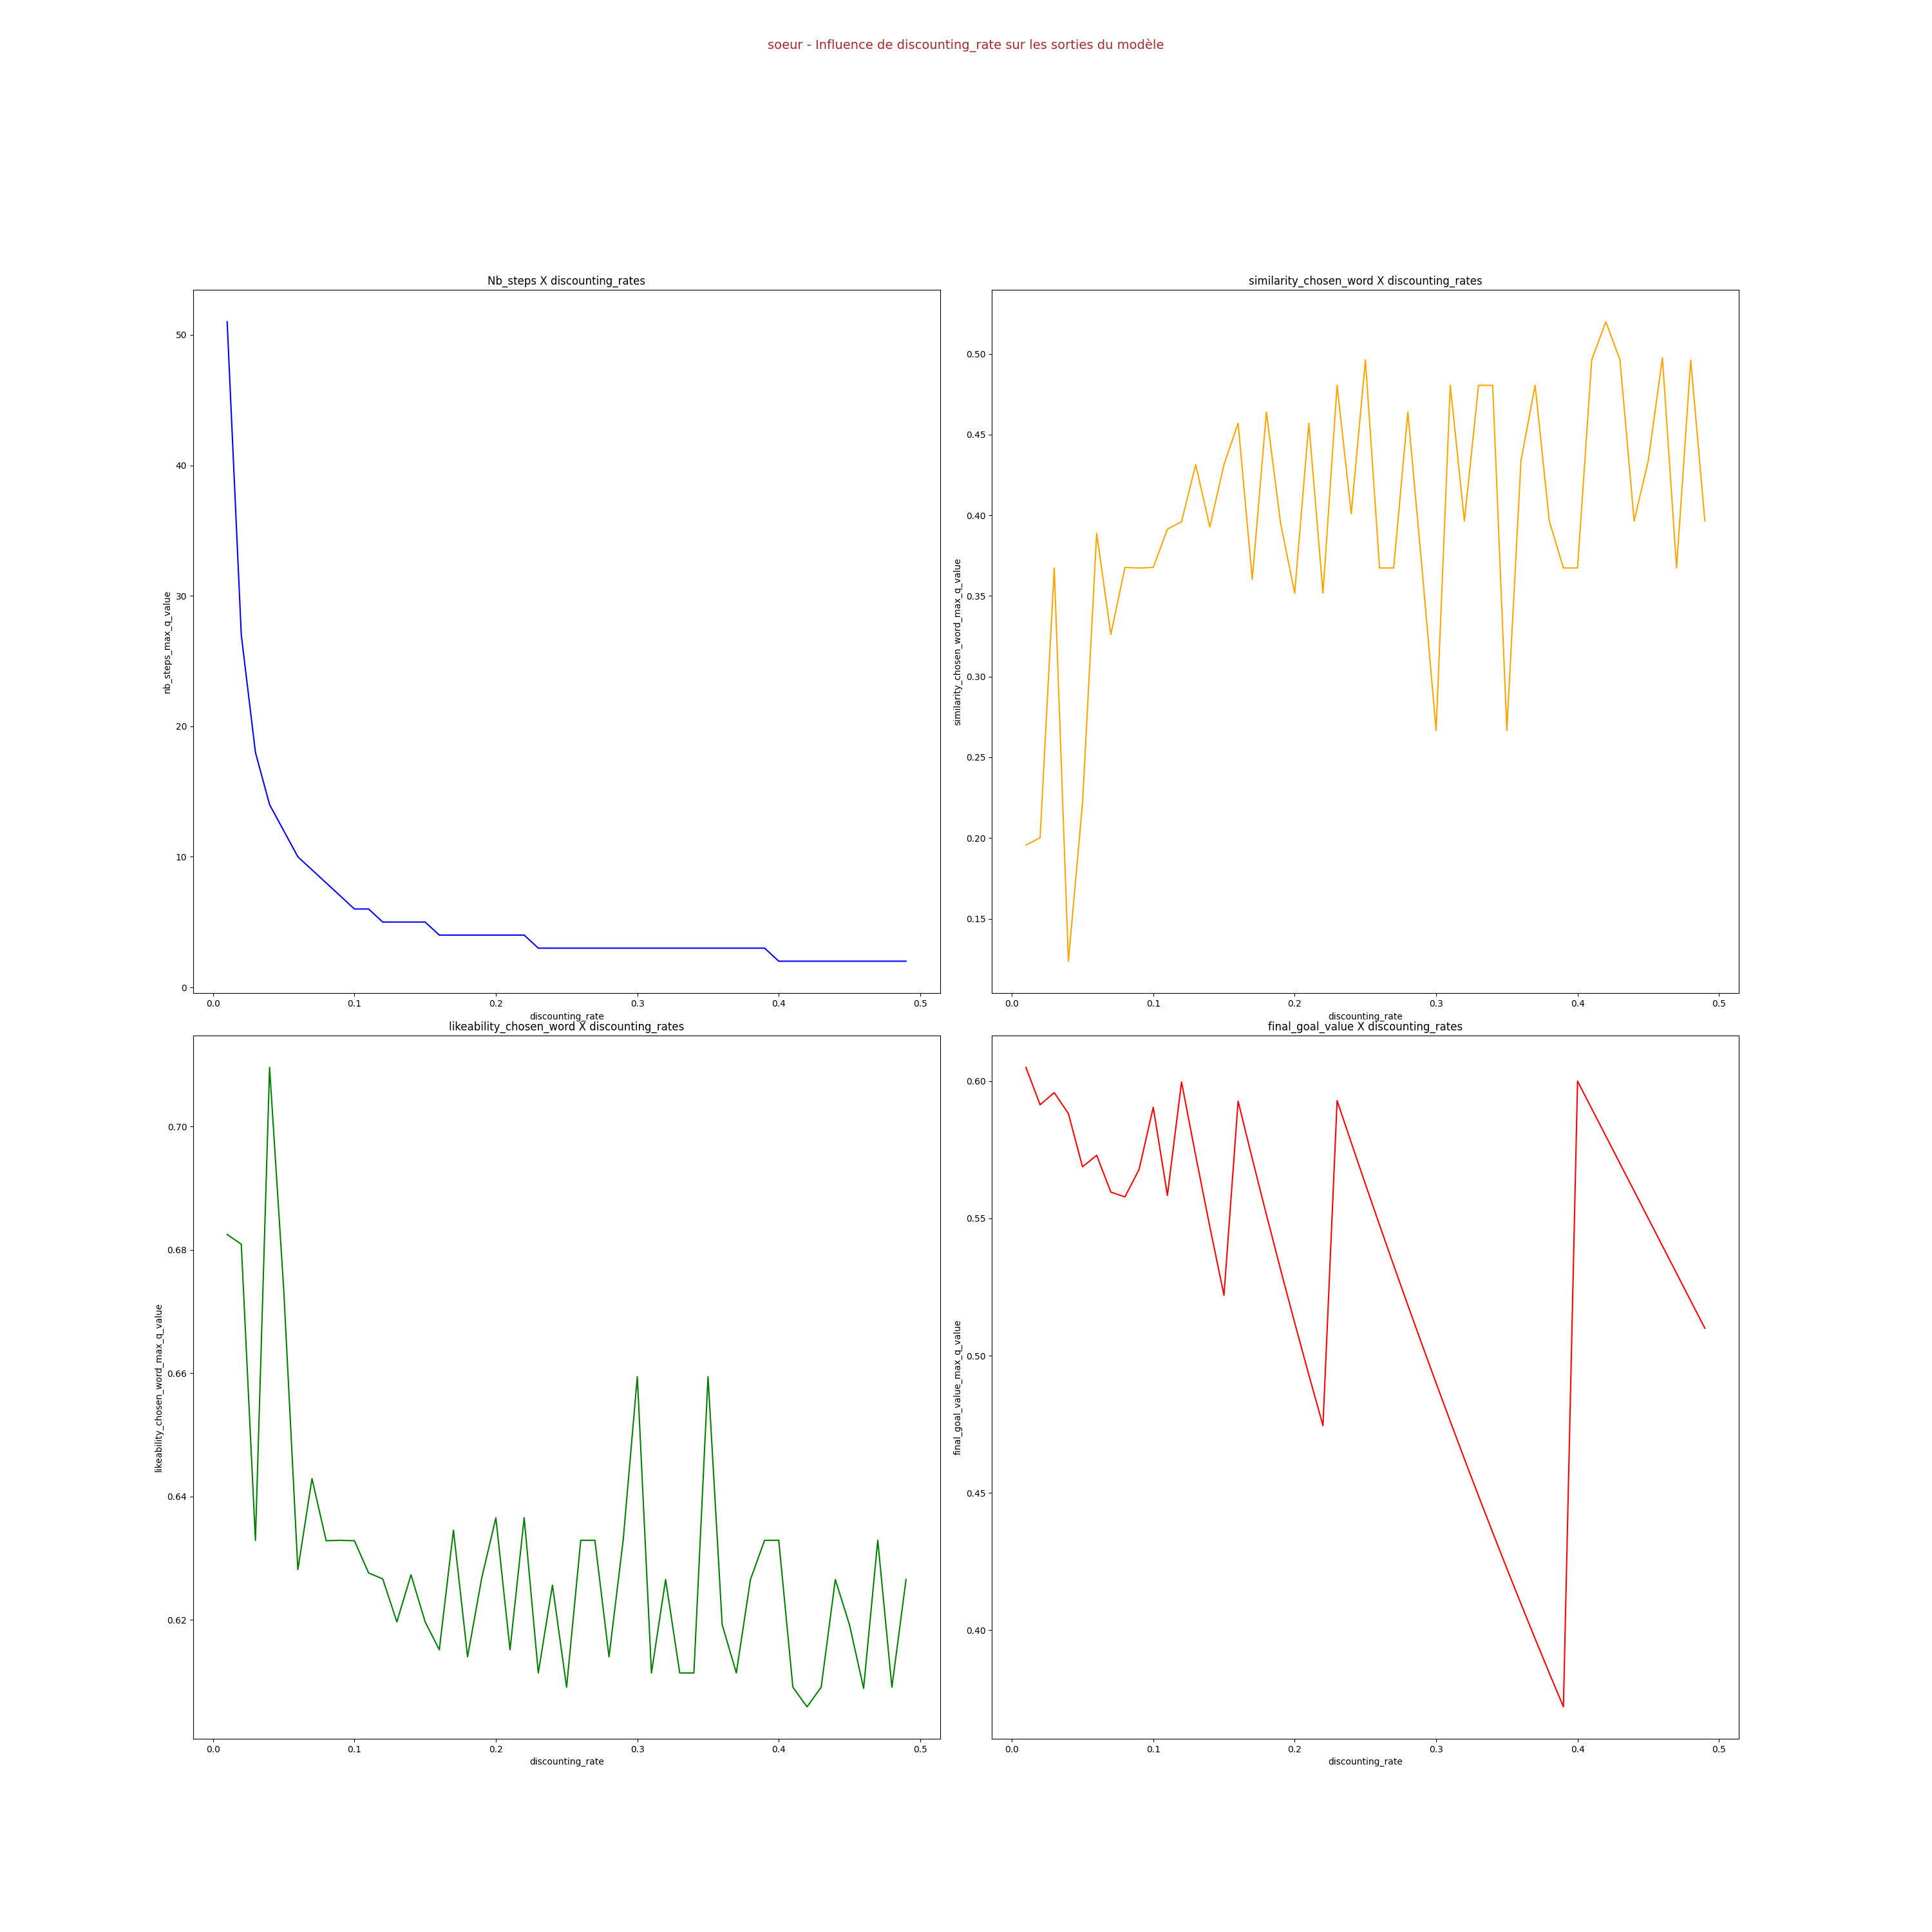 soeur - Influence de discounting_rate sur les sorties du modèle
Nb_steps X discounting_rates
nb_steps_max_q_value
50
40
30
20
10
0
0.0 0.1 0.2 0.3 0.4 0.5
discounting_rate
similarity_chosen_word X discounting_rates
similarity_chosen_word_max_q_value
0.50
0.45
0.40
0.35
0.30
0.25
0.20
0.15
0.0 0.1 0.2 0.3 0.4 0.5
discounting_rate
likeability_chosen_word X discounting_rates
likeability_chosen_word_max_q_value
0.70
0.68
0.66
0.64
0.62
0.0 0.1 0.2 0.3 0.4 0.5
discounting_rate
final_goal_value X discounting_rates
final_goal_value_max_q_value
0.60
0.55
0.50
0.45
0.40
0.0 0.1 0.2 0.3 0.4 0.5
discounting_rate